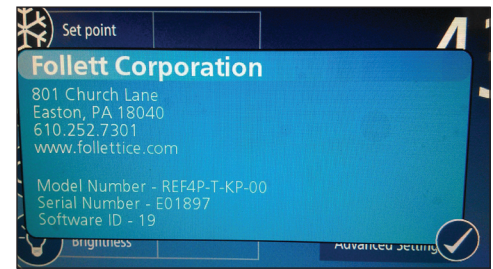 Set point
Follett Corporation
801 Church Lane
Easton, PA 18040
610.252.7301
www.follettice.com
Model Number - REF4P-T-KP-00
Serial Number - E01897
Software ID - 19
Brightness
Advanced Setting